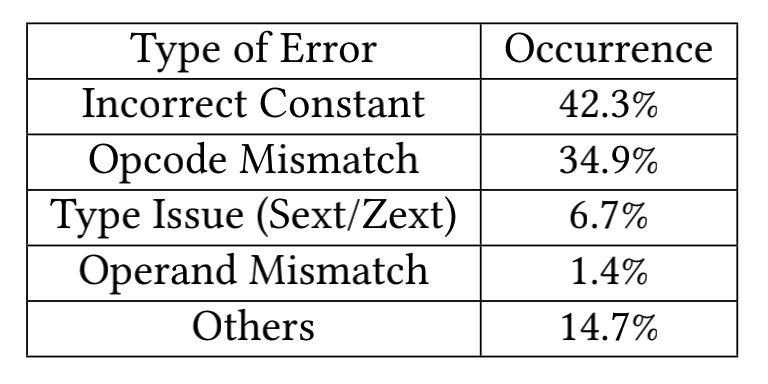 Type of Error Occurrence
Incorrect Constant 42.3%
Opcode Mismatch 34.9%
Type Issue (Sext/Zext) 6.7%
Operand Mismatch 1.4%
Others 14.7%